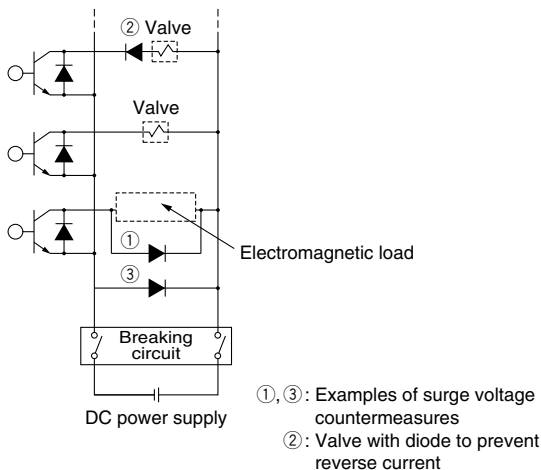 ② Valve
Valve
①
Electromagnetic load
③
Breaking
circuit
DC power supply
①, ③: Examples of surge voltage
countermeasures
②: Valve with diode to prevent
reverse current